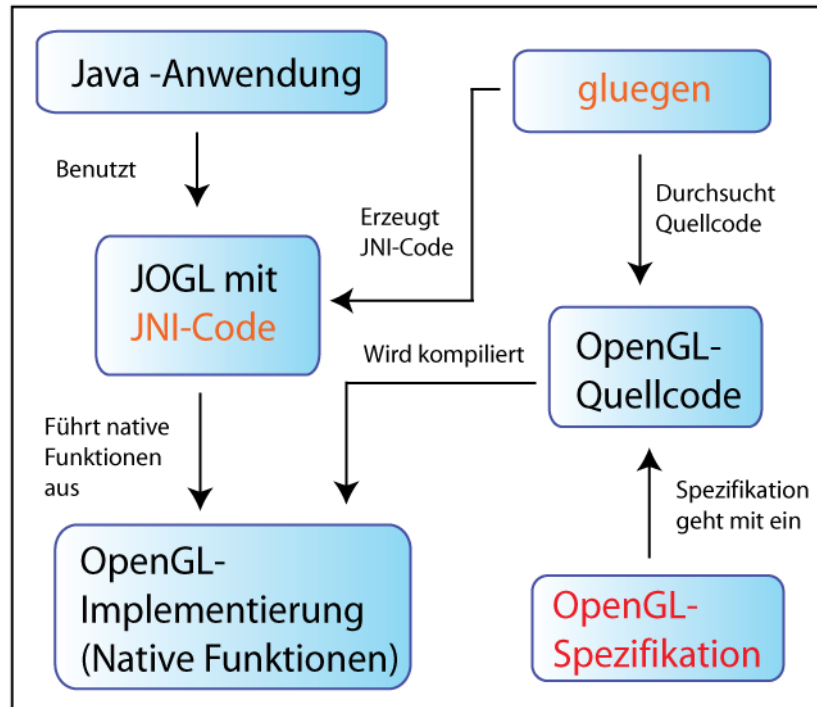 Java -Anwendung
gluegen
Benutzt
Durchsucht
Quellcode
Erzeugt
JNI-Code
JOGL mit
JNI-Code
Wird kompiliert
OpenGL-
Quellcode
Führt native
Funktionen
aus
Spezifikation
geht mit ein
OpenGL-
Implementierung
(Native Funktionen)
OpenGL-
Spezifikation